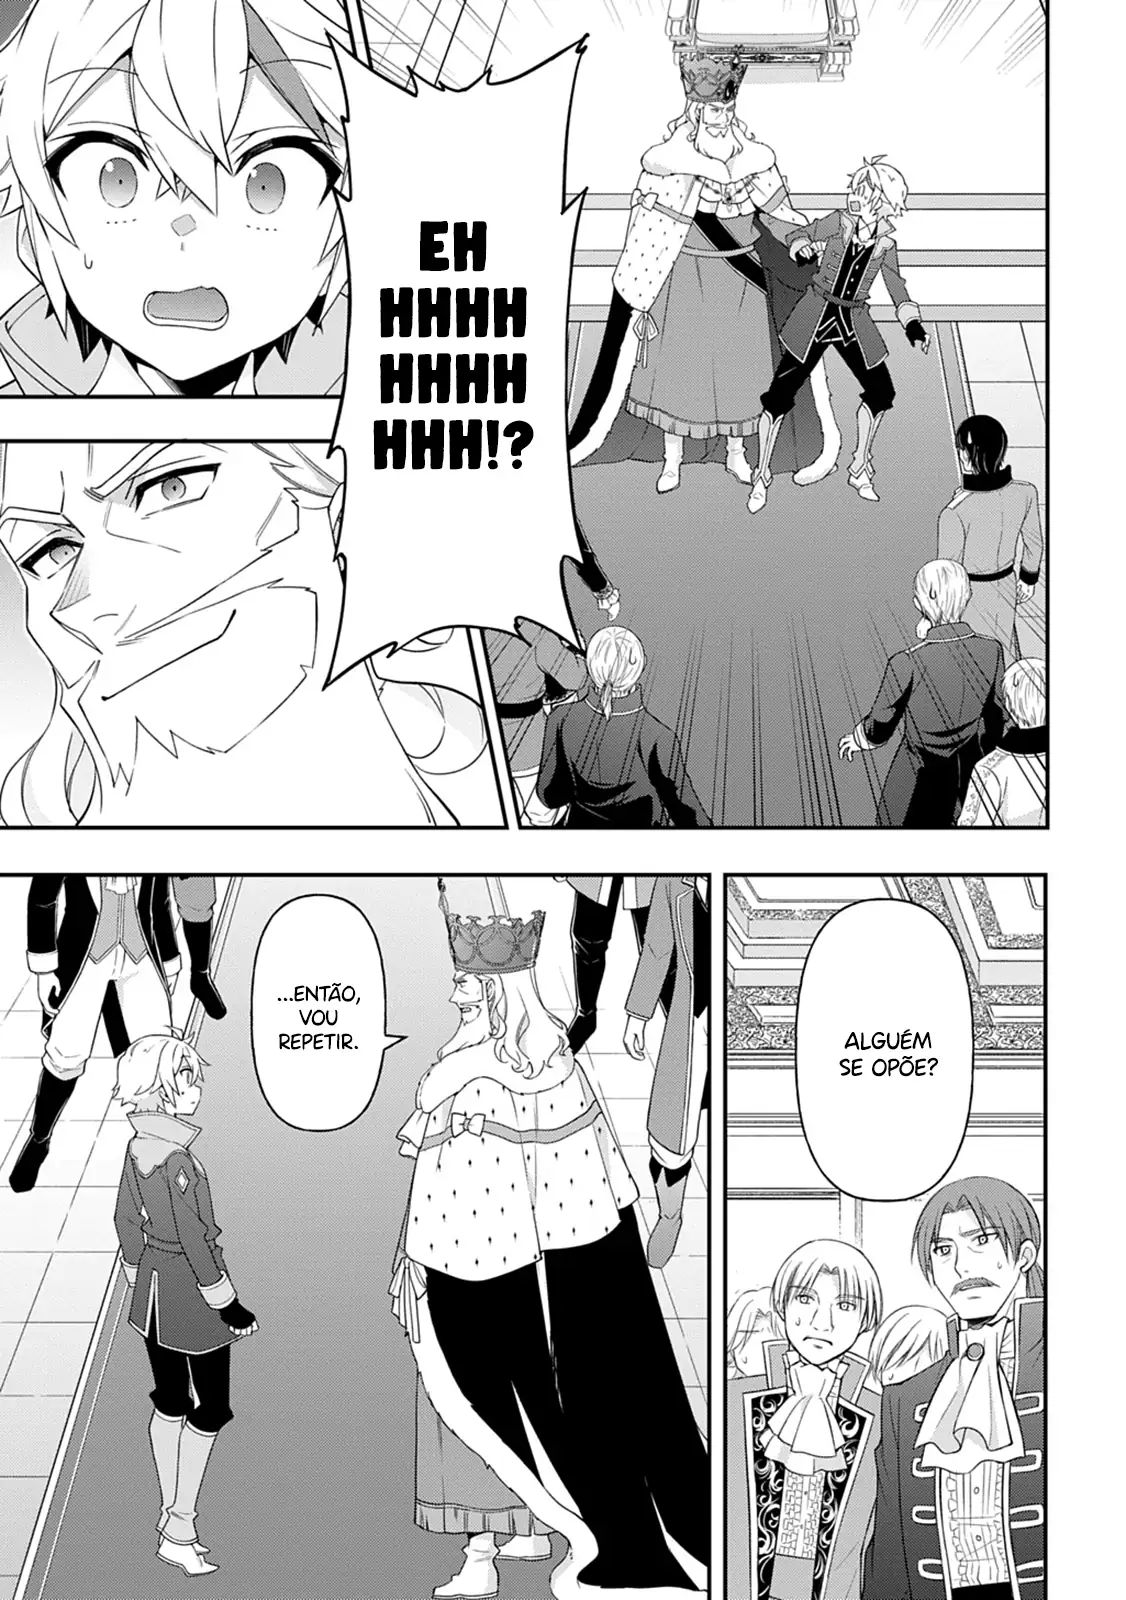 EH
HHHH
HHHH
HHH!?
ALGUÉM
SE OPÕE?
...ENTÃO,
VOU
REPETIR.